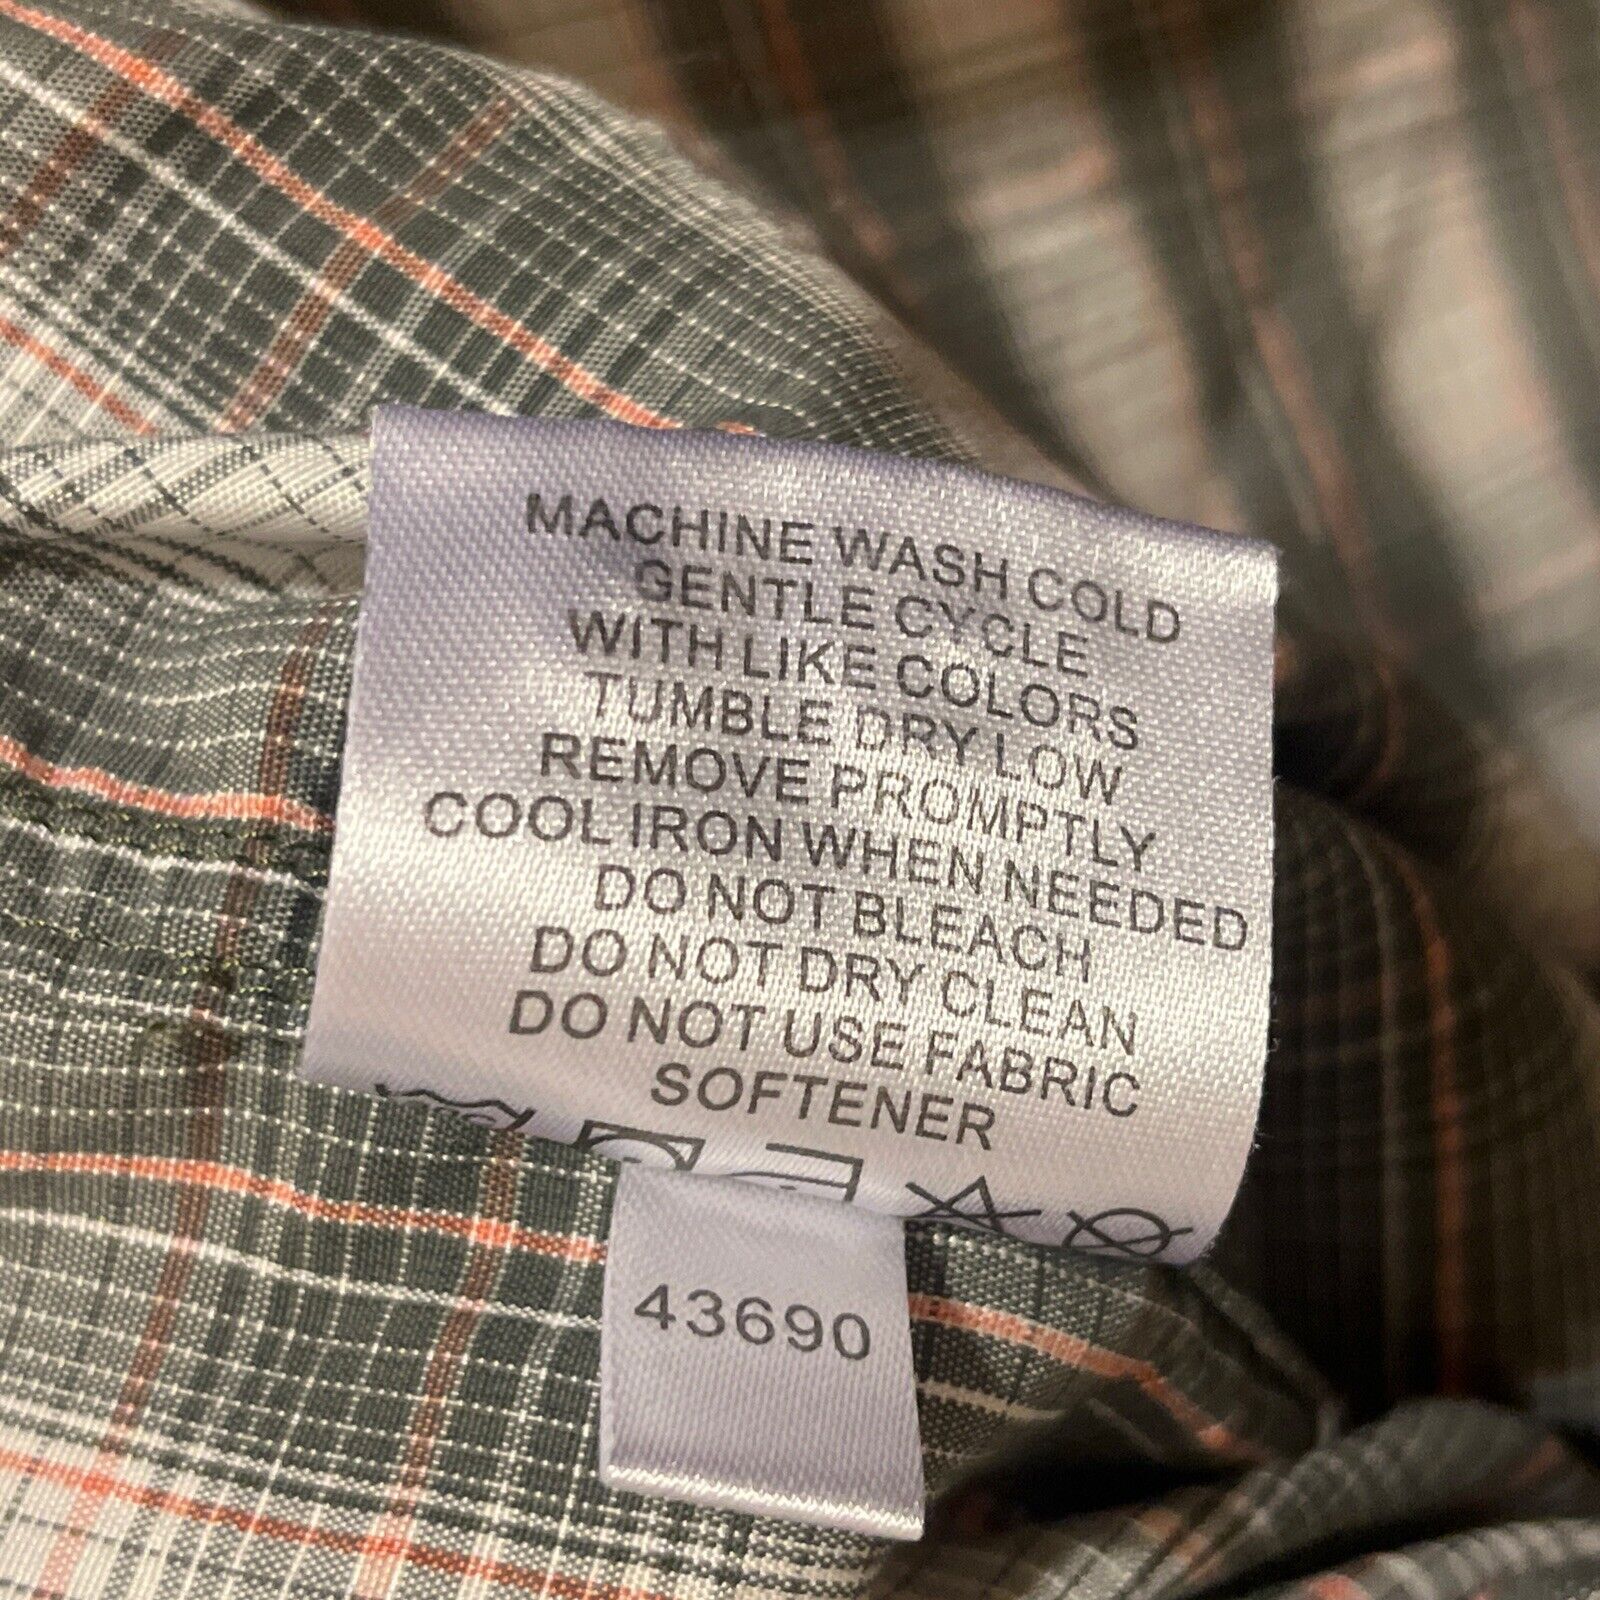 MACHINE WASH COLD
GENTLE CYCLE
WITH LIKE COLORS
TUMBLE DRY LOW
REMOVE PROMPTLY
COOL IRON WHEN NEEDED
DO NOT BLEACH
DO NOT DRY CLEAN
DO NOT USE FABRIC
SOFTENER
43690